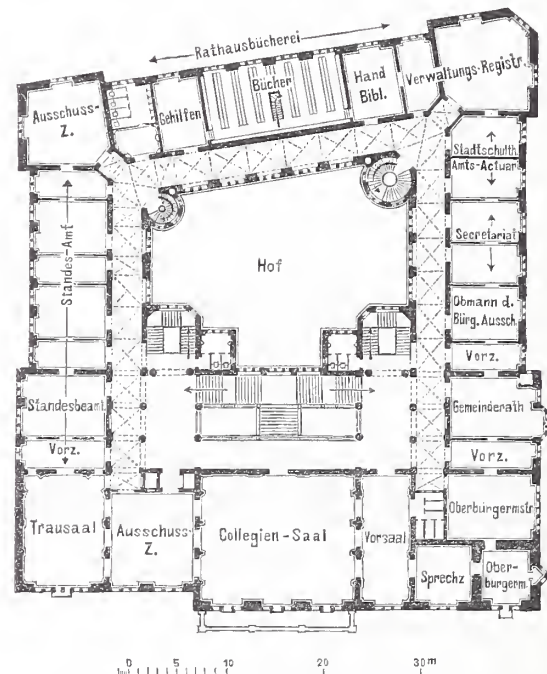 Rathausbücherei
Ausschuss-
Z.
Gehilfen
Bücher
Hand
Bibl.
Verwaltungs-Registr.
Stadtschulth.
Amts-Actuar
Secretariat
Obmann d.
Bürg. Aussch.
Vorz.
Standes-Amt
Hof
Standesbeamt.
Vorz.
Gemeinderath
Vorz.
Trausaal
Ausschuss-
Z.
Collegien-Saal
Vorsaal
Oberbürgermstr.
Sprechz
Ober-
bürgerm.
0 5 10 20 30 m